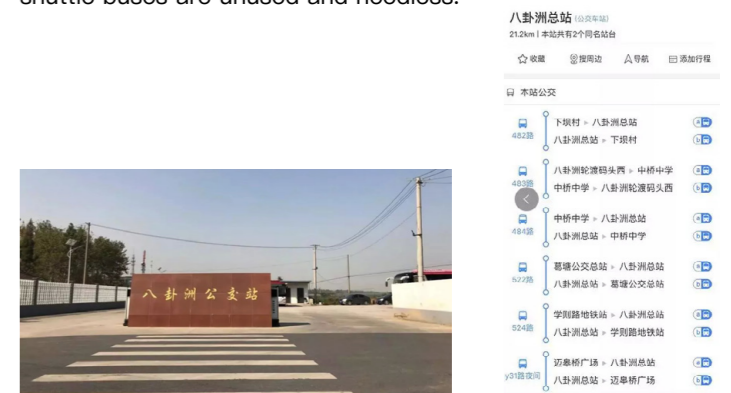 shuttle buses are unused and needless.
八卦洲公交站
八卦洲总站 (公交车站)
21.2km | 本站共有2个同名站台
收藏 搜周边 导航 添加行程
本站公交
482路
下坝村 ▸ 八卦洲总站
八卦洲总站 ▸ 下坝村
483路
八卦洲轮渡码头西 ▸ 中桥中学
中桥中学 ▸ 八卦洲轮渡码头西
484路
中桥中学 ▸ 八卦洲总站
八卦洲总站 ▸ 中桥中学
522路
葛塘公交总站 ▸ 八卦洲总站
八卦洲总站 ▸ 葛塘公交总站
524路
学则路地铁站 ▸ 八卦洲总站
八卦洲总站 ▸ 学则路地铁站
y31路夜间
迈皋桥广场 ▸ 八卦洲总站
八卦洲总站 ▸ 迈皋桥广场